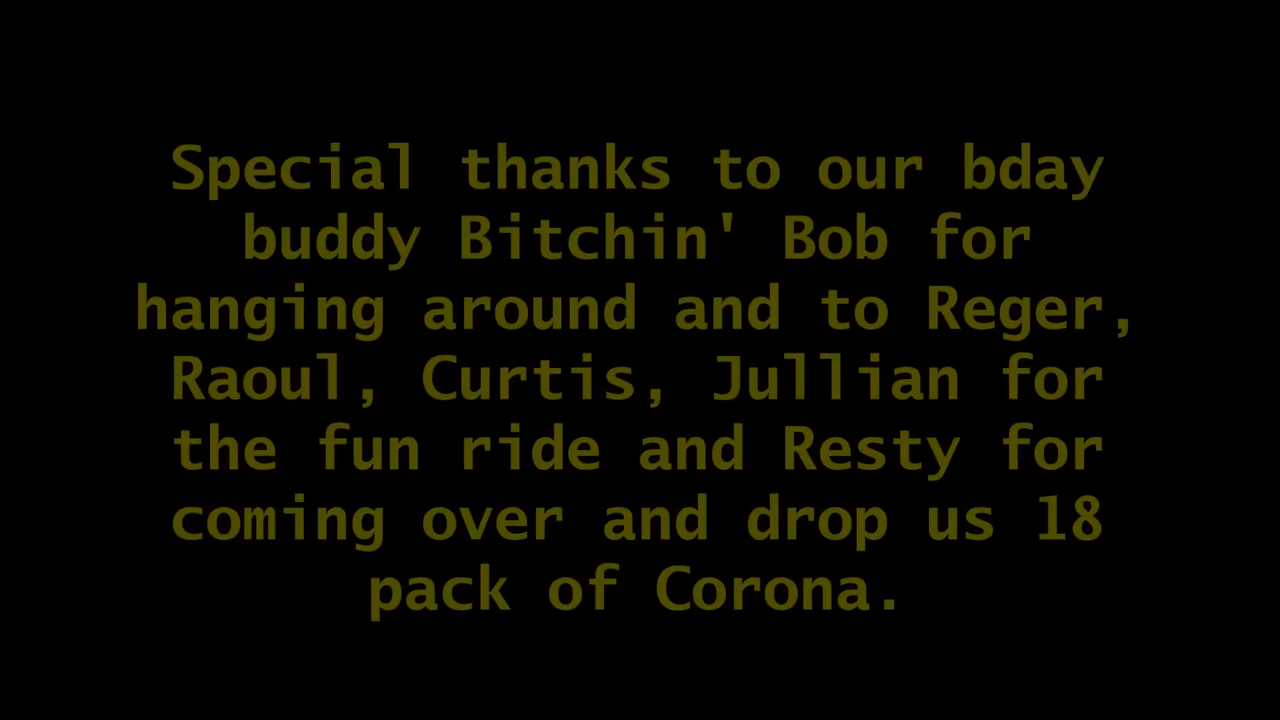 Special thanks to our bday
buddy Bitchin' Bob for
hanging around and to Reger,
Raoul, Curtis, Jullian for
the fun ride and Resty for
coming over and drop us 18
pack of Corona.